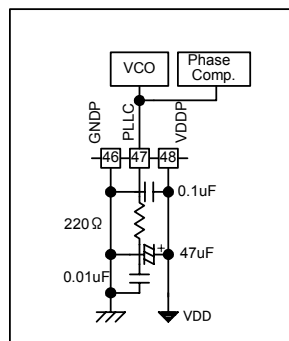 VCO
Phase
Comp.
GNDP
PLLC
VDDP
46
47
48
0.1uF
220Ω
+
47uF
0.01uF
VDD